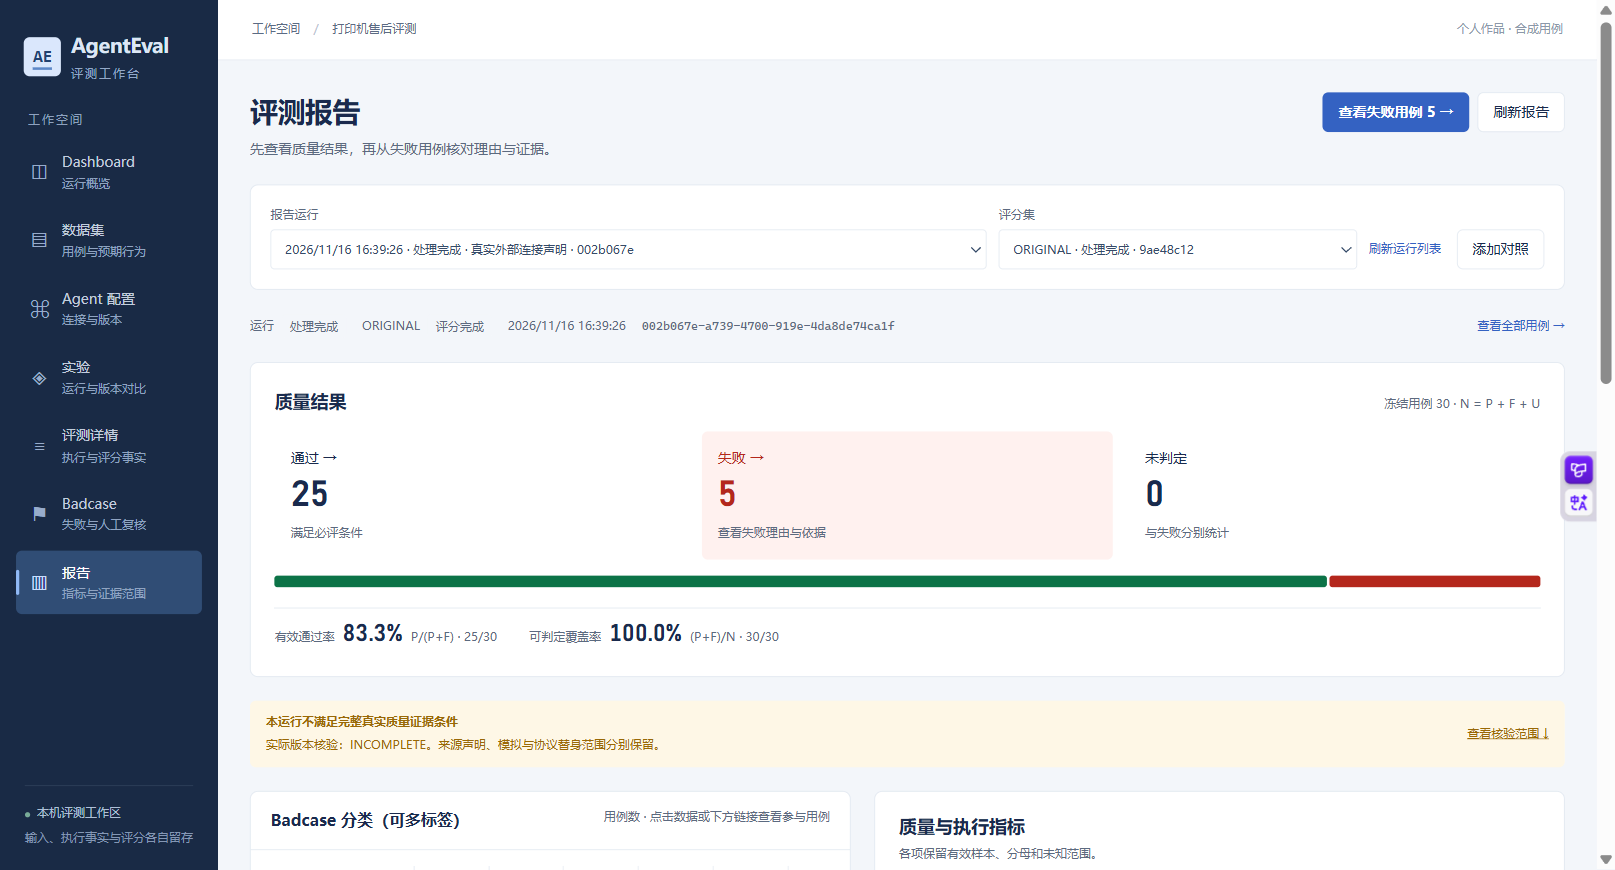 AE
AgentEval
评测工作台
工作空间
Dashboard
运行概览
数据集
用例与预期行为
Agent 配置
连接与版本
实验
运行与版本对比
评测详情
执行与评分事实
Badcase
失败与人工复核
报告
指标与证据范围
本机评测工作区
输入、执行事实与评分各自留存
工作空间 / 打印机售后评测
个人作品 · 合成用例
评测报告
先查看质量结果，再从失败用例核对理由与证据。
查看失败用例 5 →
刷新报告
报告运行
2026/11/16 16:39:26 · 处理完成 · 真实外部连接声明 · 002b067e
评分集
ORIGINAL · 处理完成 · 9ae48c12
刷新运行列表
添加对照
运行 处理完成 ORIGINAL 评分完成 2026/11/16 16:39:26 002b067e-a739-4700-919e-4da8de74ca1f
查看全部用例 →
质量结果
冻结用例 30 · N = P + F + U
通过 →
25
满足必评条件
失败 →
5
查看失败理由与依据
未判定
0
与失败分别统计
有效通过率 83.3% P/(P+F) · 25/30 可判定覆盖率 100.0% (P+F)/N · 30/30
本运行不满足完整真实质量证据条件
实际版本核验：INCOMPLETE。来源声明、模拟与协议替身范围分别保留。
查看核验范围 ↓
Badcase 分类（可多标签）
用例数 · 点击数据或下方链接查看参与用例
质量与执行指标
各项保留有效样本、分母和未知范围。